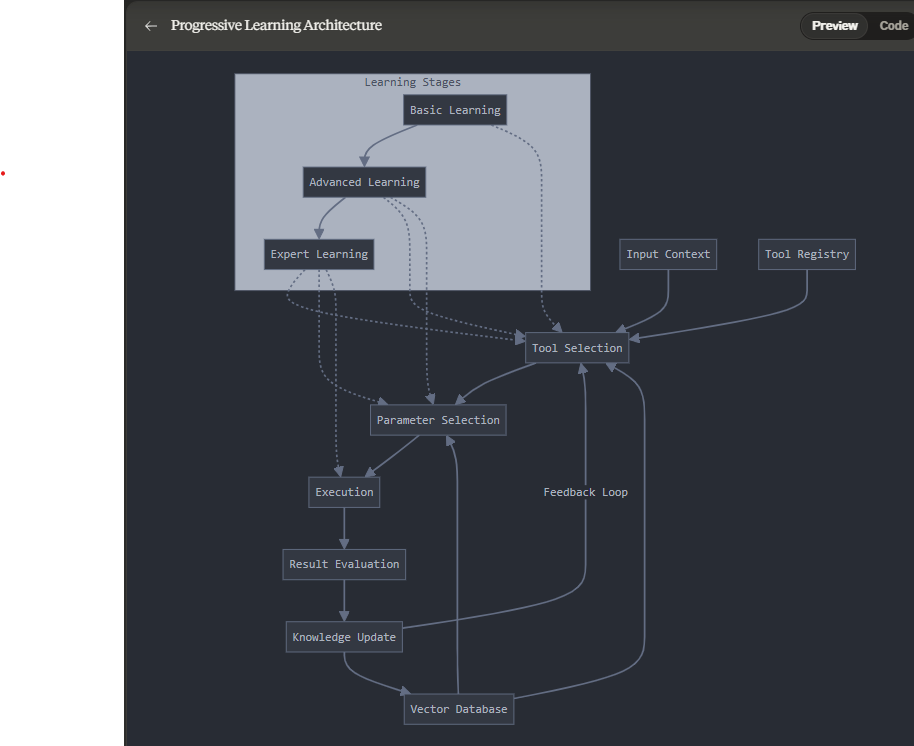 Progressive Learning Architecture
Preview
Code
Learning Stages
Basic Learning
Advanced Learning
Expert Learning
Input Context
Tool Registry
Tool Selection
Parameter Selection
Execution
Feedback Loop
Result Evaluation
Knowledge Update
Vector Database